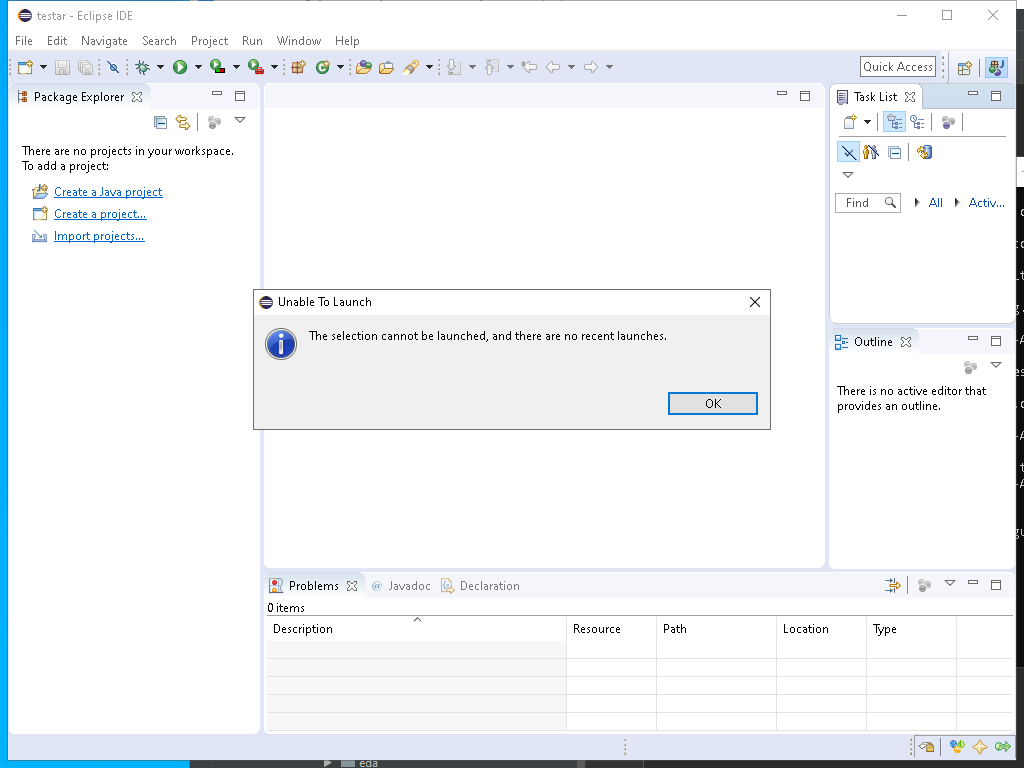 testar - Eclipse IDE
File Edit Navigate Search Project Run Window Help
Quick Access
Package Explorer
There are no projects in your workspace.
To add a project:
Create a Java project
Create a project...
Import projects...
Task List
Find All Activ...
Unable To Launch
The selection cannot be launched, and there are no recent launches.
OK
Outline
There is no active editor that
provides an outline.
Problems @ Javadoc Declaration
0 items
Description Resource Path Location Type
eda